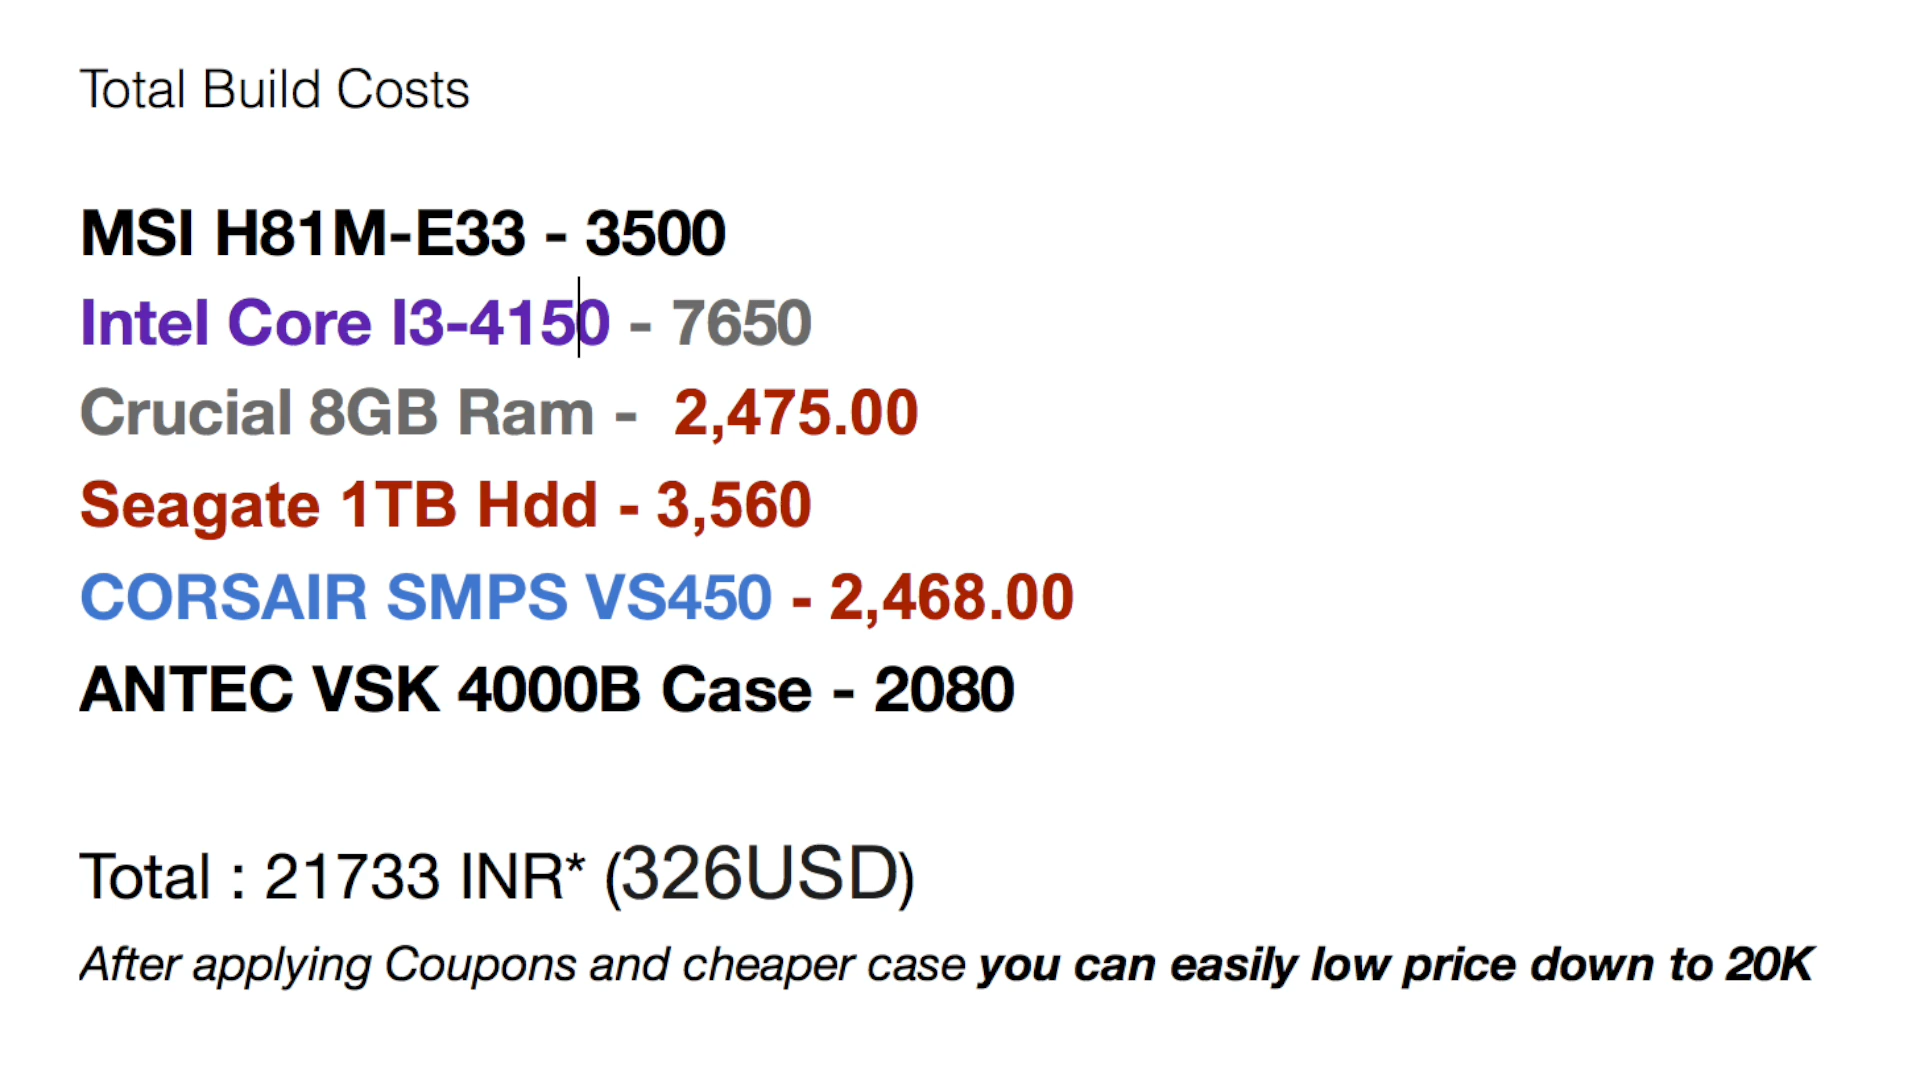 Total Build Costs
MSI H81M-E33 - 3500
Intel Core I3-4150 - 7650
Crucial 8GB Ram - 2,475.00
Seagate 1TB Hdd - 3,560
CORSAIR SMPS VS450 - 2,468.00
ANTEC VSK 4000B Case - 2080
Total : 21733 INR* (326USD)
After applying Coupons and cheaper case you can easily low price down to 20K